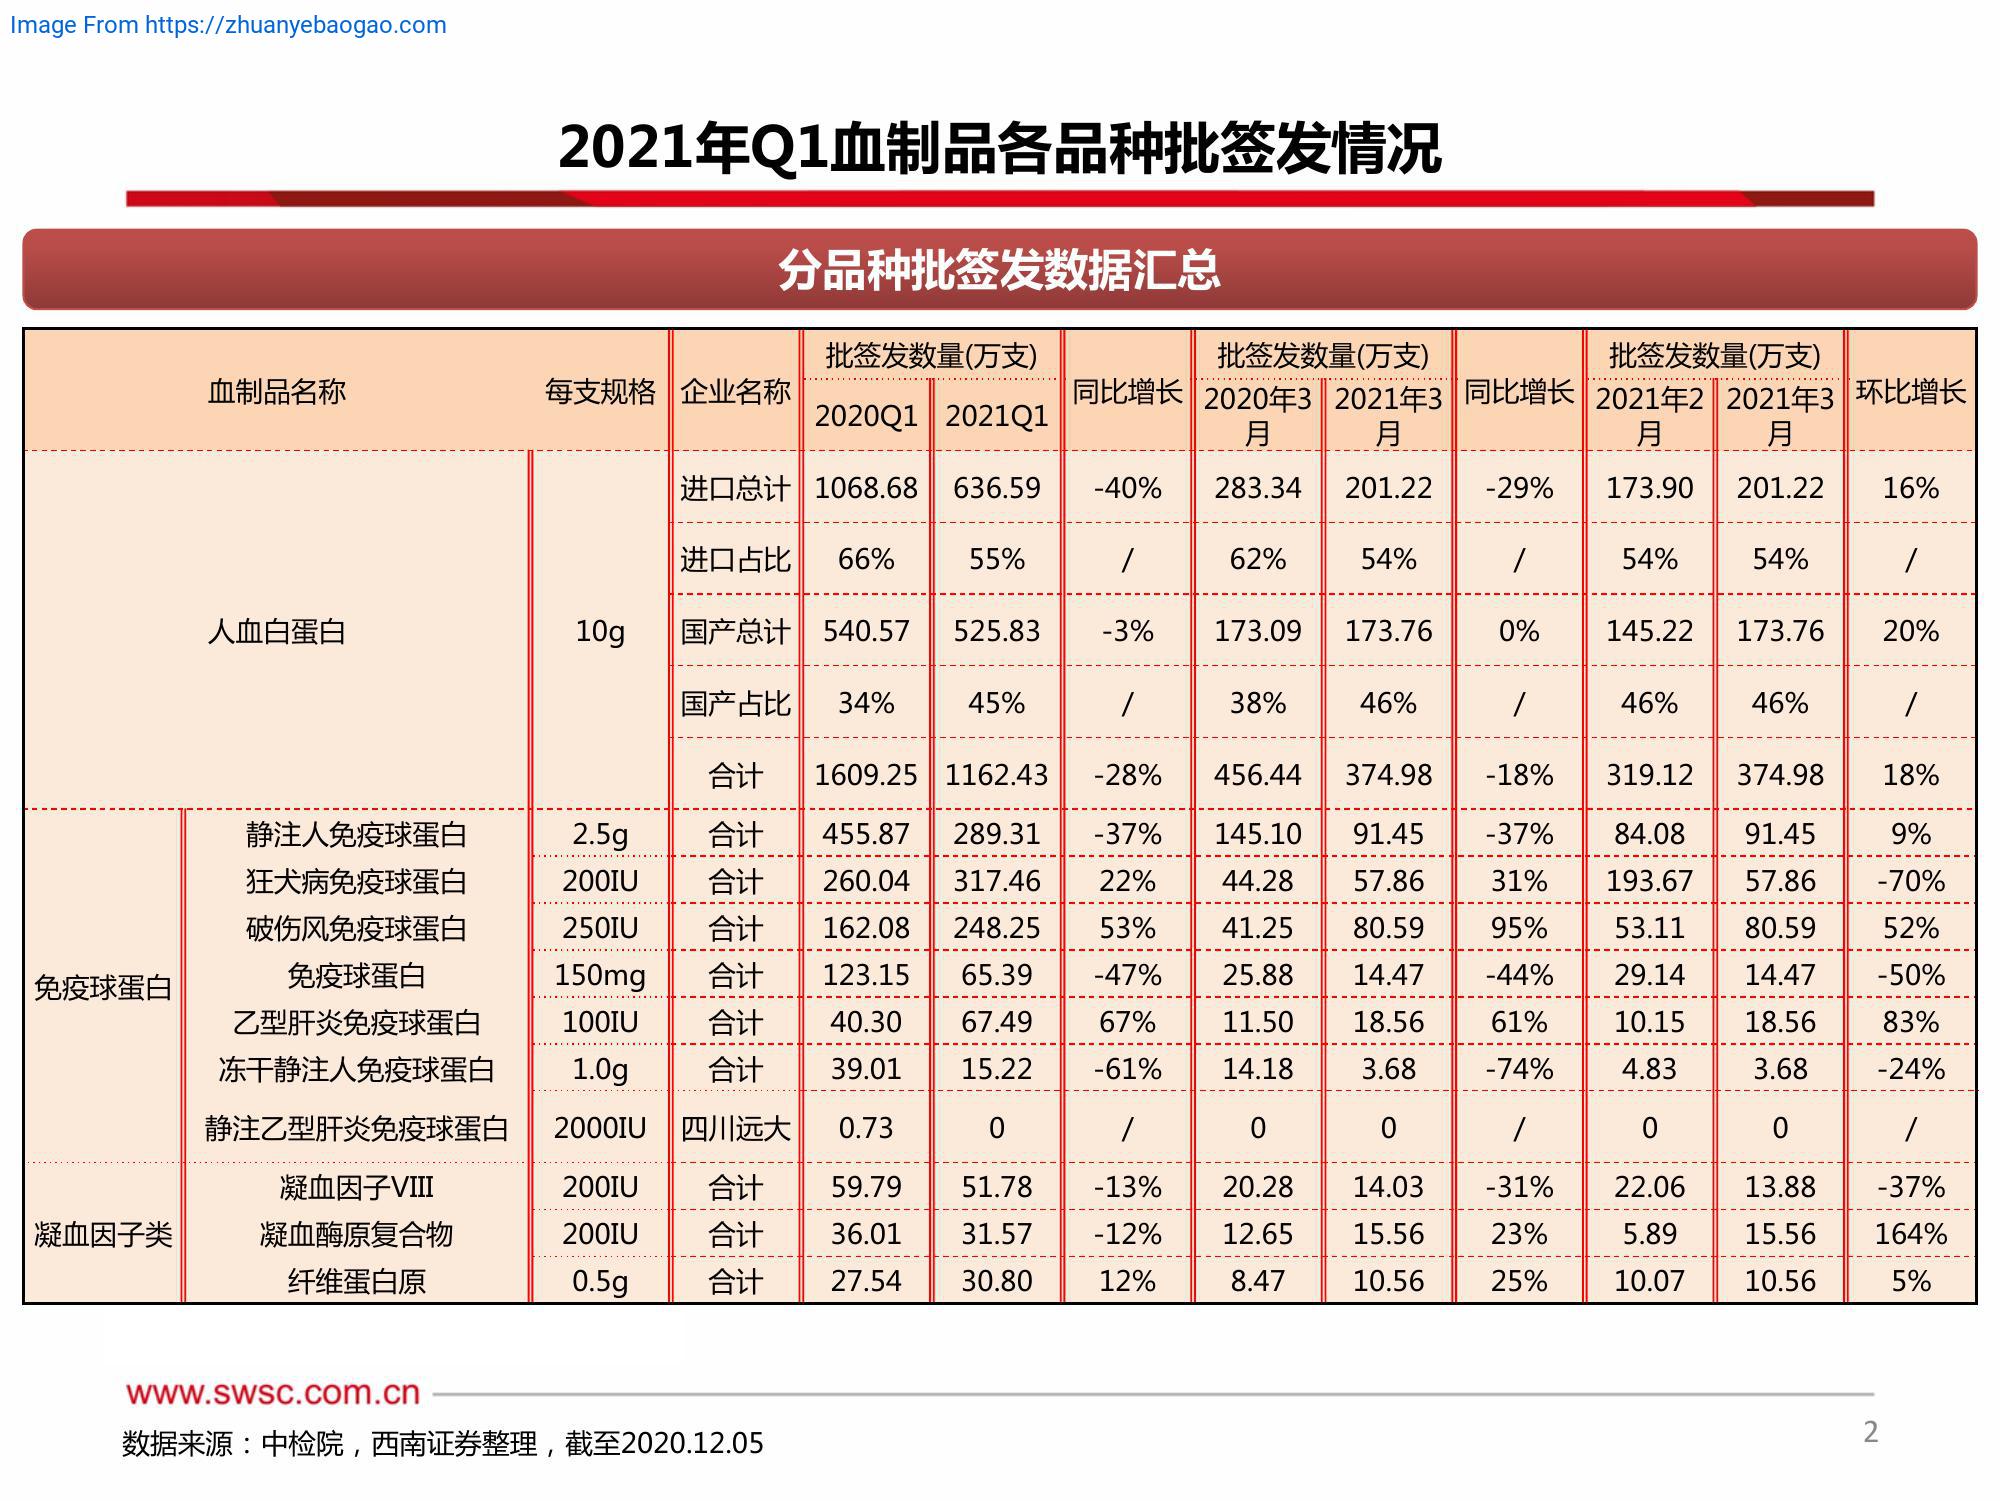 Image From https://zhuanyebaogao.com
2021年Q1血制品各品种批签发情况
分品种批签发数据汇总
血制品名称 每支规格 企业名称 批签发数量(万支) 同比增长 批签发数量(万支) 同比增长 批签发数量(万支) 环比增长
2020Q1 2021Q1 2020年3月 2021年3月 2021年2月 2021年3月
人血白蛋白 10g 进口总计 1068.68 636.59 -40% 283.34 201.22 -29% 173.90 201.22 16%
进口占比 66% 55% / 62% 54% / 54% 54% /
国产总计 540.57 525.83 -3% 173.09 173.76 0% 145.22 173.76 20%
国产占比 34% 45% / 38% 46% / 46% 46% /
合计 1609.25 1162.43 -28% 456.44 374.98 -18% 319.12 374.98 18%
免疫球蛋白 静注人免疫球蛋白 2.5g 合计 455.87 289.31 -37% 145.10 91.45 -37% 84.08 91.45 9%
狂犬病免疫球蛋白 200IU 合计 260.04 317.46 22% 44.28 57.86 31% 193.67 57.86 -70%
破伤风免疫球蛋白 250IU 合计 162.08 248.25 53% 41.25 80.59 95% 53.11 80.59 52%
免疫球蛋白 150mg 合计 123.15 65.39 -47% 25.88 14.47 -44% 29.14 14.47 -50%
乙型肝炎免疫球蛋白 100IU 合计 40.30 67.49 67% 11.50 18.56 61% 10.15 18.56 83%
冻干静注人免疫球蛋白 1.0g 合计 39.01 15.22 -61% 14.18 3.68 -74% 4.83 3.68 -24%
静注乙型肝炎免疫球蛋白 2000IU 四川远大 0.73 0 / 0 0 / 0 0 /
凝血因子类 凝血因子VIII 200IU 合计 59.79 51.78 -13% 20.28 14.03 -31% 22.06 13.88 -37%
凝血酶原复合物 200IU 合计 36.01 31.57 -12% 12.65 15.56 23% 5.89 15.56 164%
纤维蛋白原 0.5g 合计 27.54 30.80 12% 8.47 10.56 25% 10.07 10.56 5%
www.swsc.com.cn
数据来源：中检院，西南证券整理，截至2020.12.05
2